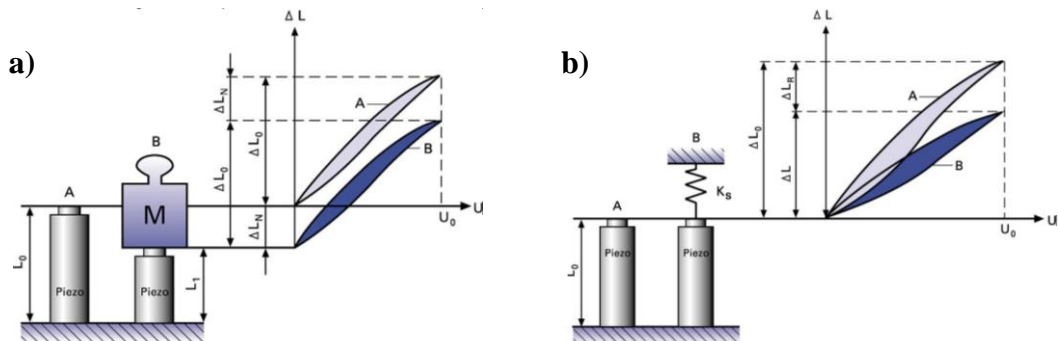 a)
ΔL
ΔL_N
ΔL_0
ΔL_0
ΔL_N
A
B
U_0
U
B
A
M
L_0
L_1
Piezo
Piezo
b)
ΔL
ΔL_0
ΔL_R
ΔL
A
B
U_0
U
B
K_S
A
L_0
Piezo
Piezo